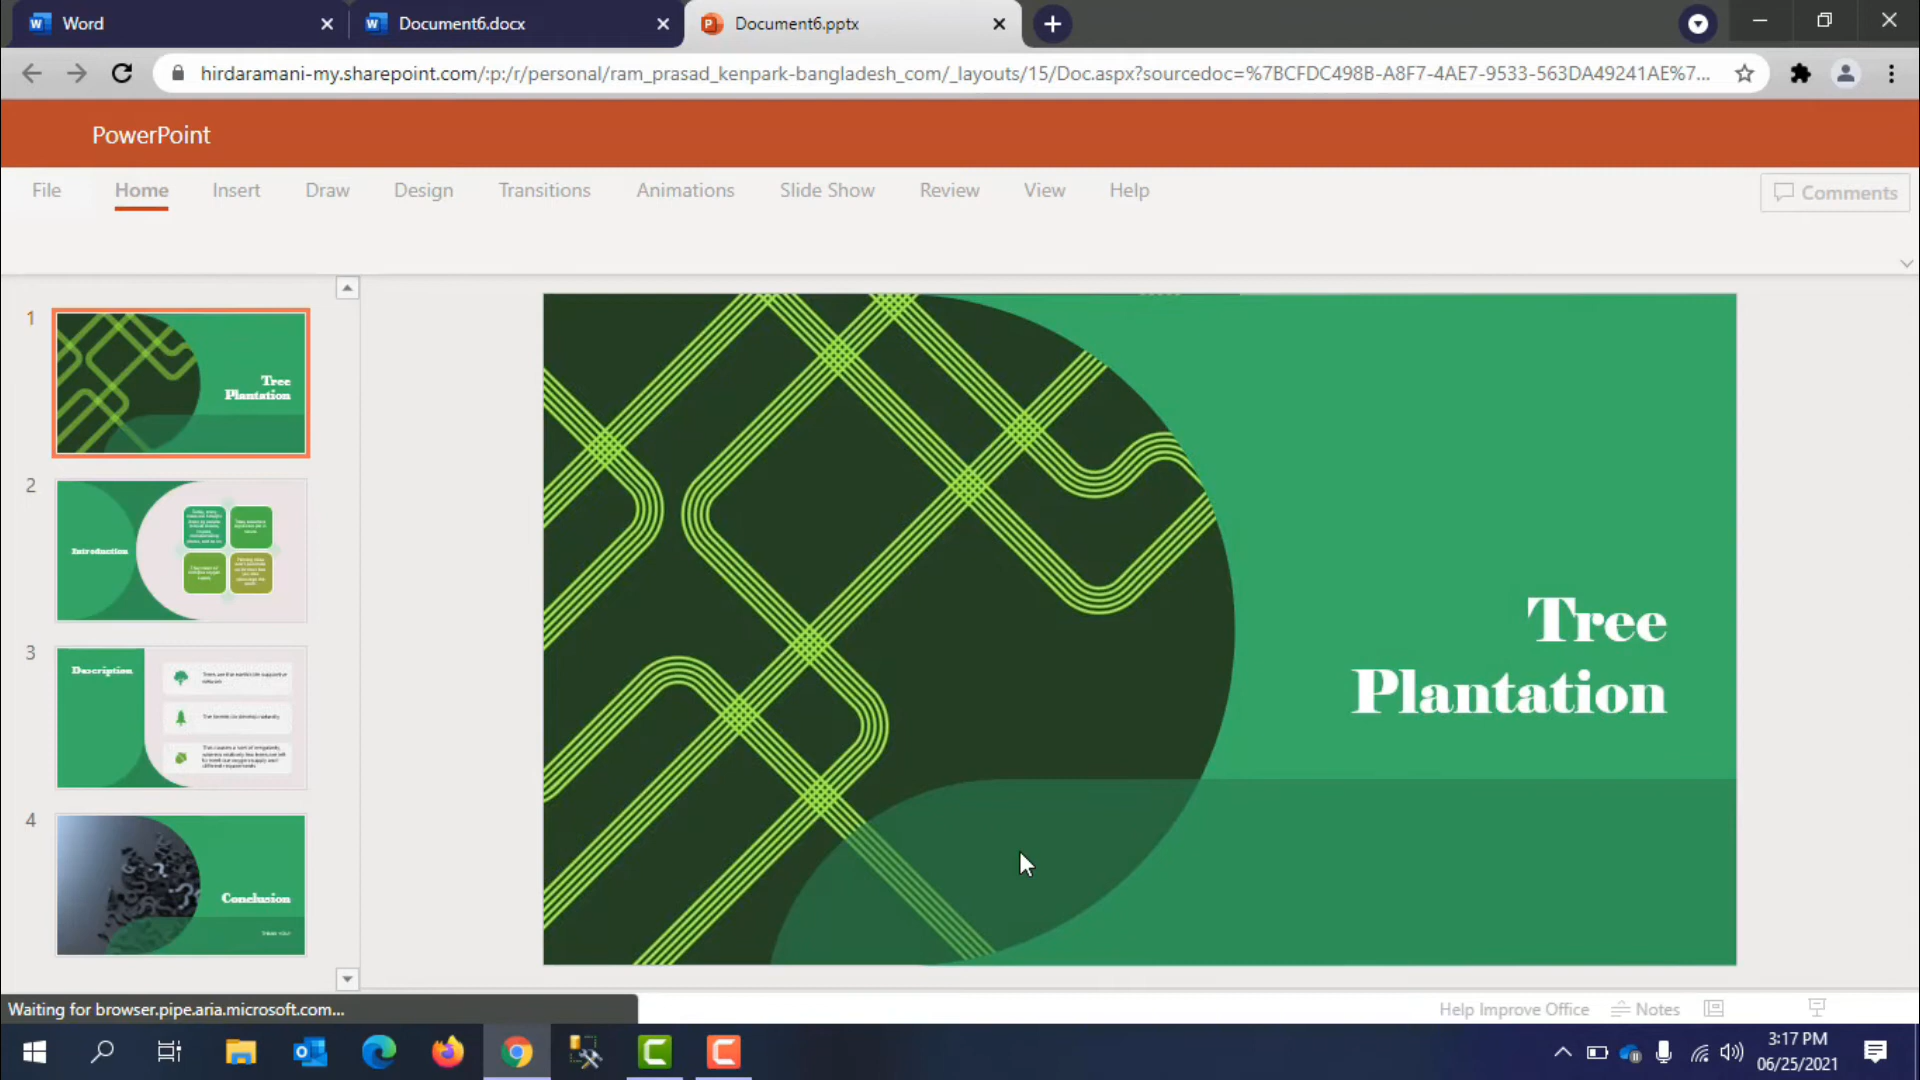 Word
Document6.docx
Document6.pptx
hirdaramani-my.sharepoint.com/:p:/r/personal/ram_prasad_kenpark-bangladesh_com/_layouts/15/Doc.aspx?sourcedoc=%7BCFDC498B-A8F7-4AE7-9533-563DA49241AE%7...
PowerPoint
File Home Insert Draw Design Transitions Animations Slide Show Review View Help
Comments
1
Tree
Plantation
2
Introduction
3
Description
4
Conclusion
Tree
Plantation
Waiting for browser.pipe.aria.microsoft.com...
Help Improve Office
Notes
3:17 PM
06/25/2021